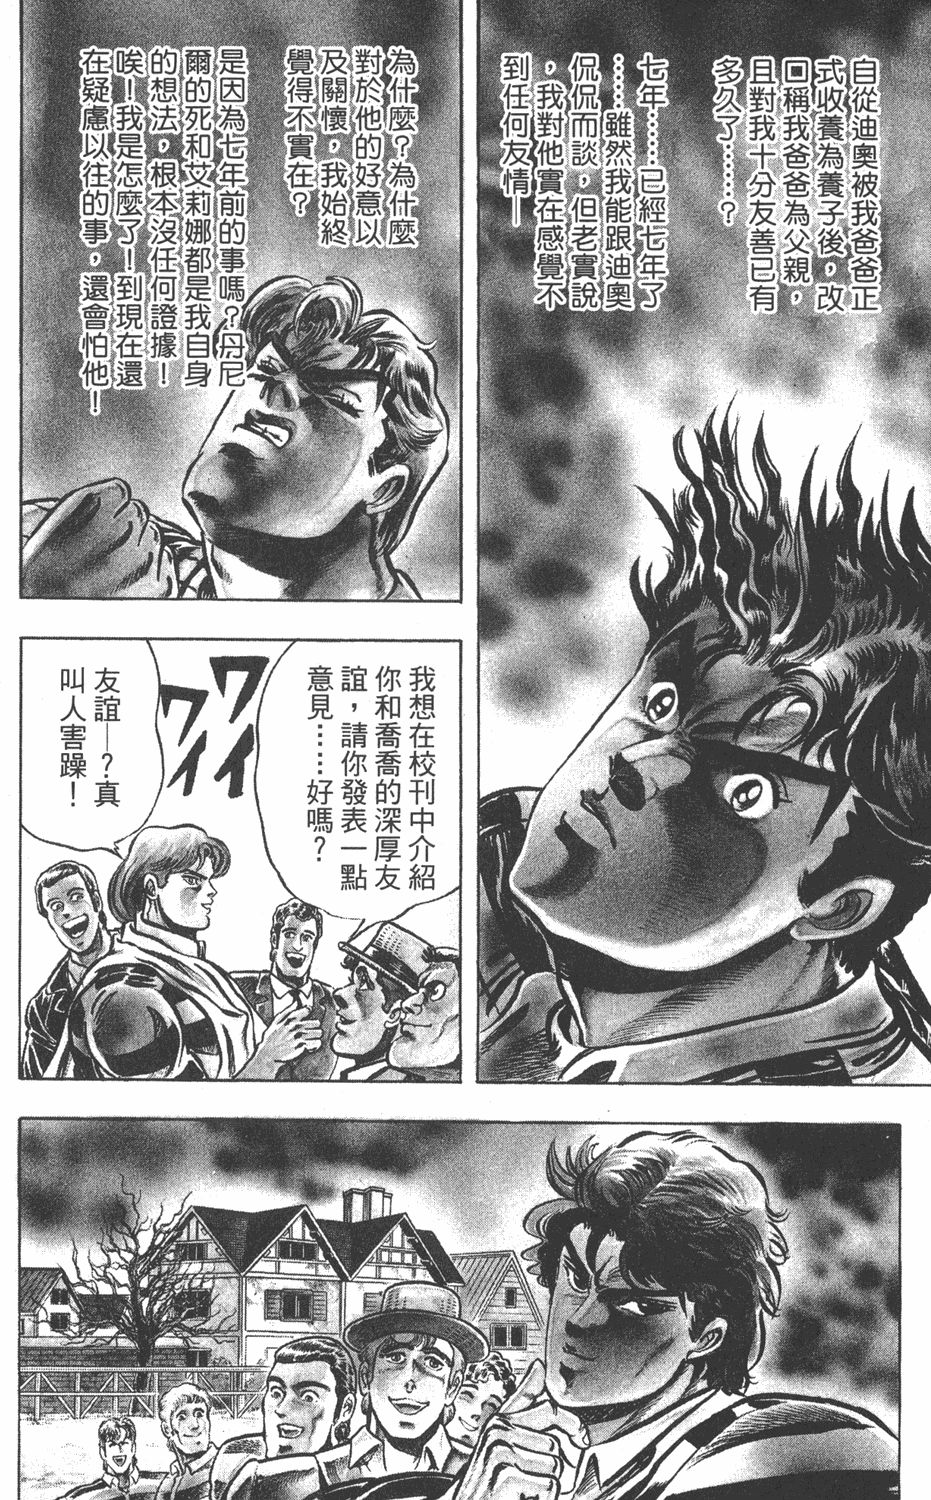 自從迪奧被我爸爸正
式收養為養子後，改
口稱我爸爸為父親，
且對我十分友善已有
多久了……？
七年……已經七年了
……雖然我能跟迪奧
侃侃而談，但老實說
，我對他實在感覺不
到任何友情—
為什麼？為什麼
對於他的好意以
及關懷，我始終
覺得不實在？
是因為七年前的事嗎？丹尼
爾的死和艾莉娜都是我自身
的想法，根本沒任何證據！
唉！我是怎麼了！到現在還
在疑慮以往的事，還會怕他！
我想在校刊中介紹
你和喬喬的深厚友
誼，請你發表一點
意見……好嗎？
ワイ
ワイ
友誼—？真
叫人害躁！